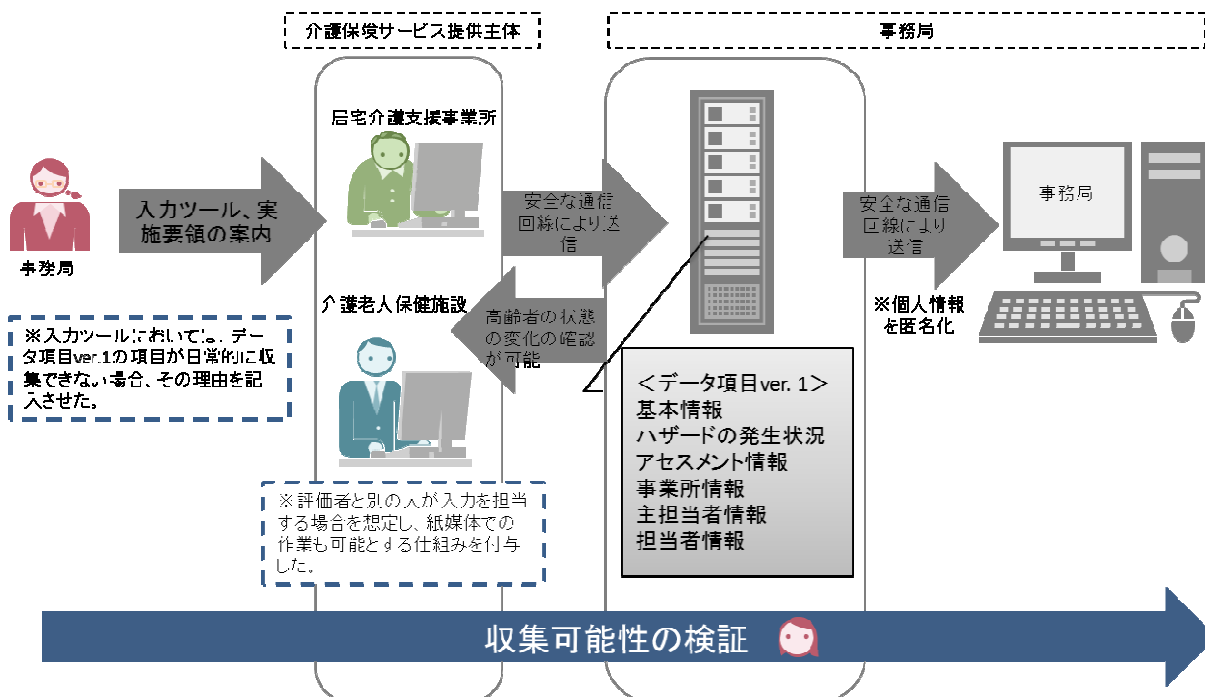 介護保険サービス提供主体
事務局
居宅介護支援事業所
入力ツール、実
施要領の案内
事務局
安全な通信
回線により送
信
安全な通信
回線により
送信
事務局
※個人情報
を匿名化
介護老人保健施設
高齢者の状態
の変化の確認
が可能
※入力ツールにおいては、デー
タ項目ver.1の項目が日常的に収
集できない場合、その理由を記
入させた。
<データ項目ver. 1>
基本情報
ハザードの発生状況
アセスメント情報
事業所情報
主担当者情報
担当者情報
※評価者と別の人が入力を担当
する場合を想定し、紙媒体での
作業も可能とする仕組みを付与
した。
収集可能性の検証